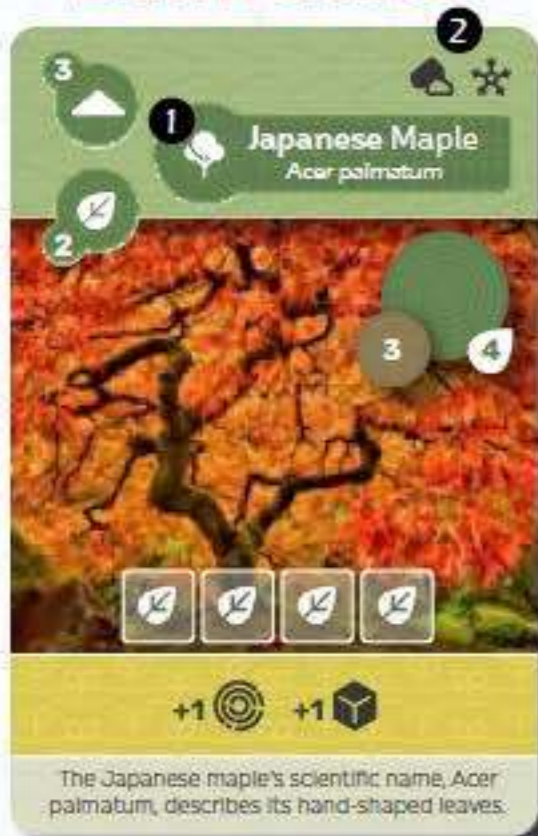 2
3
1
Japanese Maple
Acer palmatum
2
3
4
+1 +1
The Japanese maple's scientific name, Acer
palmatum, describes its hand-shaped leaves.